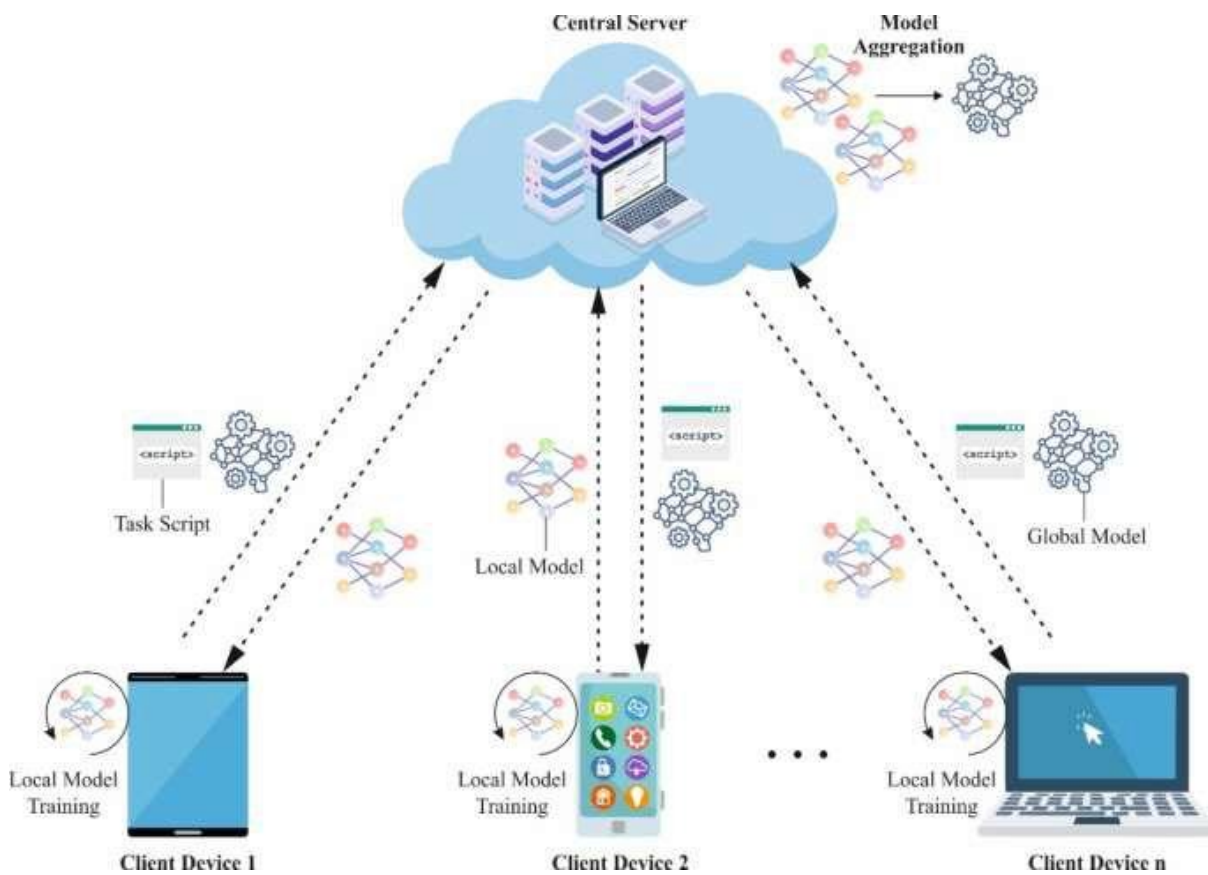 Central Server
Model
Aggregation
<script>
Task Script
<script>
Local Model
<script>
Global Model
Local Model
Training
Local Model
Training
Local Model
Training
Client Device 1
Client Device 2
Client Device n